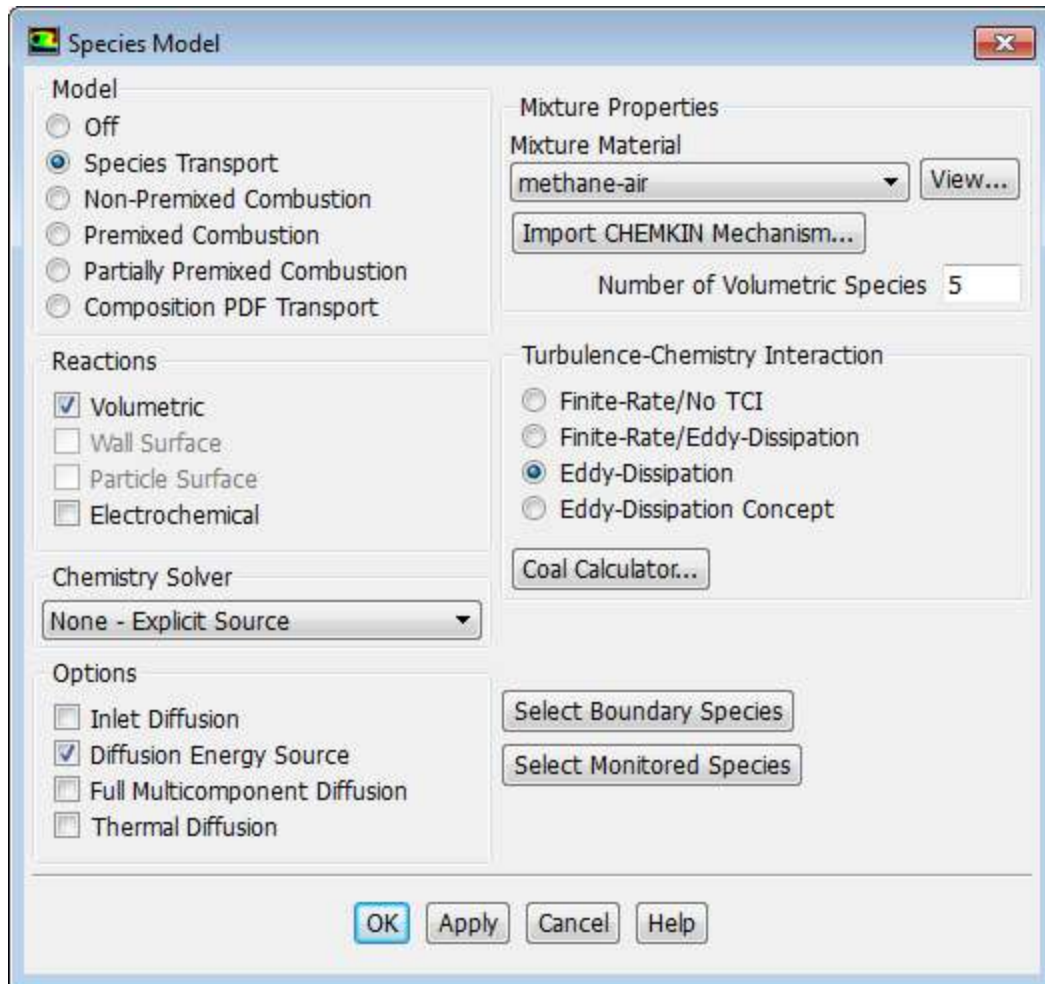 Species Model
Model
Off
Species Transport
Non-Premixed Combustion
Premixed Combustion
Partially Premixed Combustion
Composition PDF Transport
Mixture Properties
Mixture Material
methane-air
View...
Import CHEMKIN Mechanism...
Number of Volumetric Species 5
Reactions
Volumetric
Wall Surface
Particle Surface
Electrochemical
Turbulence-Chemistry Interaction
Finite-Rate/No TCI
Finite-Rate/Eddy-Dissipation
Eddy-Dissipation
Eddy-Dissipation Concept
Coal Calculator...
Chemistry Solver
None - Explicit Source
Options
Inlet Diffusion
Diffusion Energy Source
Full Multicomponent Diffusion
Thermal Diffusion
Select Boundary Species
Select Monitored Species
OK Apply Cancel Help